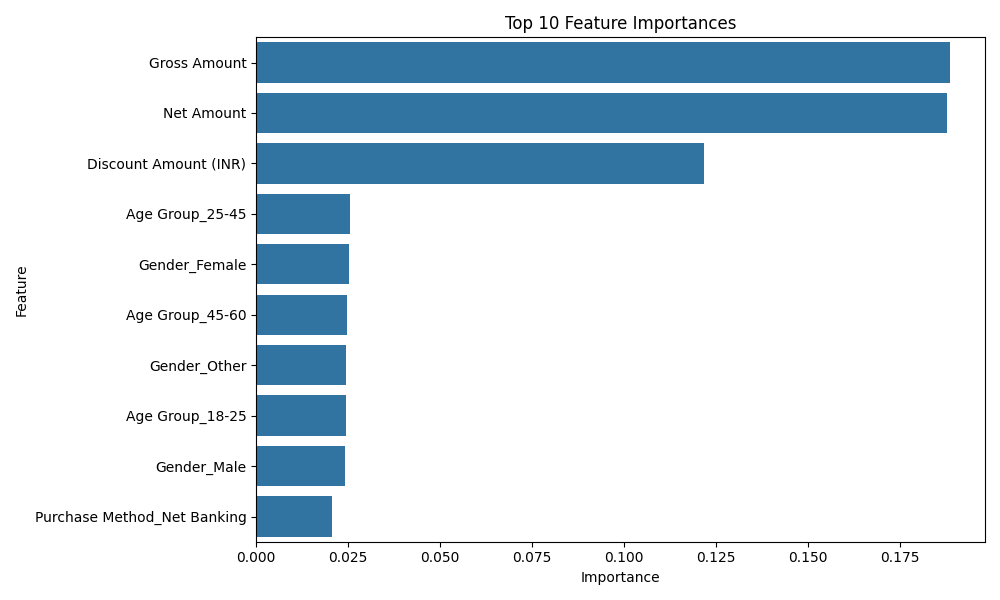 Top 10 Feature Importances
Feature
Gross Amount
Net Amount
Discount Amount (INR)
Age Group_25-45
Gender_Female
Age Group_45-60
Gender_Other
Age Group_18-25
Gender_Male
Purchase Method_Net Banking
0.000 0.025 0.050 0.075 0.100 0.125 0.150 0.175
Importance